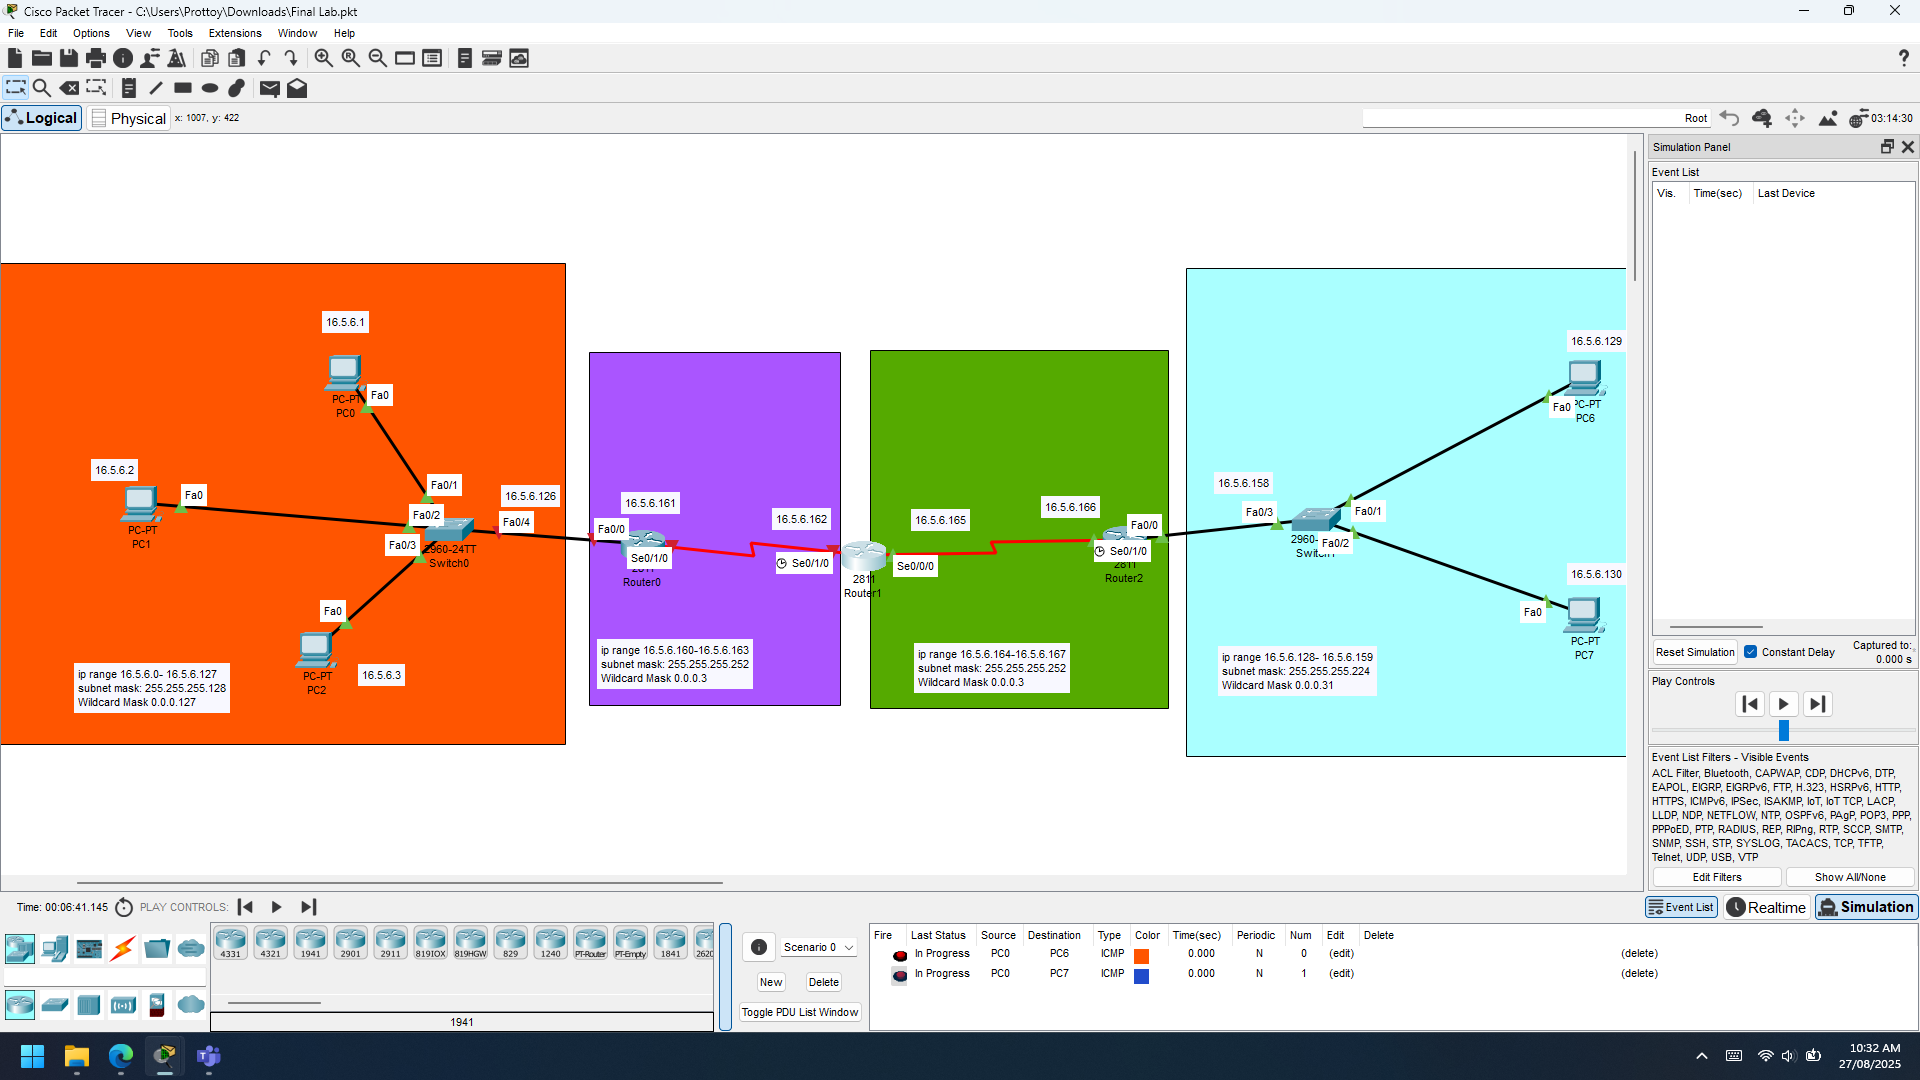 Cisco Packet Tracer - C:\Users\Prottoy\Downloads\Final Lab.pkt
File Edit Options View Tools Extensions Window Help
?
Logical Physical x: 1007, y: 422
Root 03:14:30
16.5.6.1
PC-PT
PC0
Fa0
16.5.6.2
Fa0
PC-PT
PC1
Fa0/1
Fa0/2
Fa0/3
16.5.6.126
Fa0/4
2960-24TT
Switch0
Fa0
PC-PT
PC2
16.5.6.3
ip range 16.5.6.0- 16.5.6.127
subnet mask: 255.255.255.128
Wildcard Mask 0.0.0.127
16.5.6.161
Fa0/0
Se0/1/0
2811
Router0
16.5.6.162
Se0/1/0
ip range 16.5.6.160-16.5.6.163
subnet mask: 255.255.255.252
Wildcard Mask 0.0.0.3
2811
Router1
16.5.6.165
Se0/0/0
16.5.6.166
Fa0/0
Se0/1/0
2811
Router2
ip range 16.5.6.164-16.5.6.167
subnet mask: 255.255.255.252
Wildcard Mask 0.0.0.3
16.5.6.158
Fa0/3
Fa0/1
Fa0/2
2960-
Switch1
16.5.6.129
Fa0
PC-PT
PC6
16.5.6.130
Fa0
PC-PT
PC7
ip range 16.5.6.128- 16.5.6.159
subnet mask: 255.255.255.224
Wildcard Mask 0.0.0.31
Simulation Panel
Event List
Vis. Time(sec) Last Device
Reset Simulation Constant Delay Captured to:
0.000 s
Play Controls
Event List Filters - Visible Events
ACL Filter, Bluetooth, CAPWAP, CDP, DHCPv6, DTP,
EAPOL, EIGRP, EIGRPv6, FTP, H.323, HSRPv6, HTTP,
HTTPS, ICMPv6, IPSec, ISAKMP, IoT, IoT TCP, LACP,
LLDP, NDP, NETFLOW, NTP, OSPFv6, PAgP, POP3, PPP,
PPPoED, PTP, RADIUS, REP, RIPng, RTP, SCCP, SMTP,
SNMP, SSH, STP, SYSLOG, TACACS, TCP, TFTP,
Telnet, UDP, USB, VTP
Edit Filters Show All/None
Time: 00:06:41.145 PLAY CONTROLS:
Event List Realtime Simulation
4331 4321 1941 2901 2911 819IOX 819HGW 829 1240 PT-Router PT-Empty 1841 2620
1941
Scenario 0
New Delete
Toggle PDU List Window
Fire Last Status Source Destination Type Color Time(sec) Periodic Num Edit Delete
In Progress PC0 PC6 ICMP 0.000 N 0 (edit) (delete)
In Progress PC0 PC7 ICMP 0.000 N 1 (edit) (delete)
10:32 AM
27/08/2025